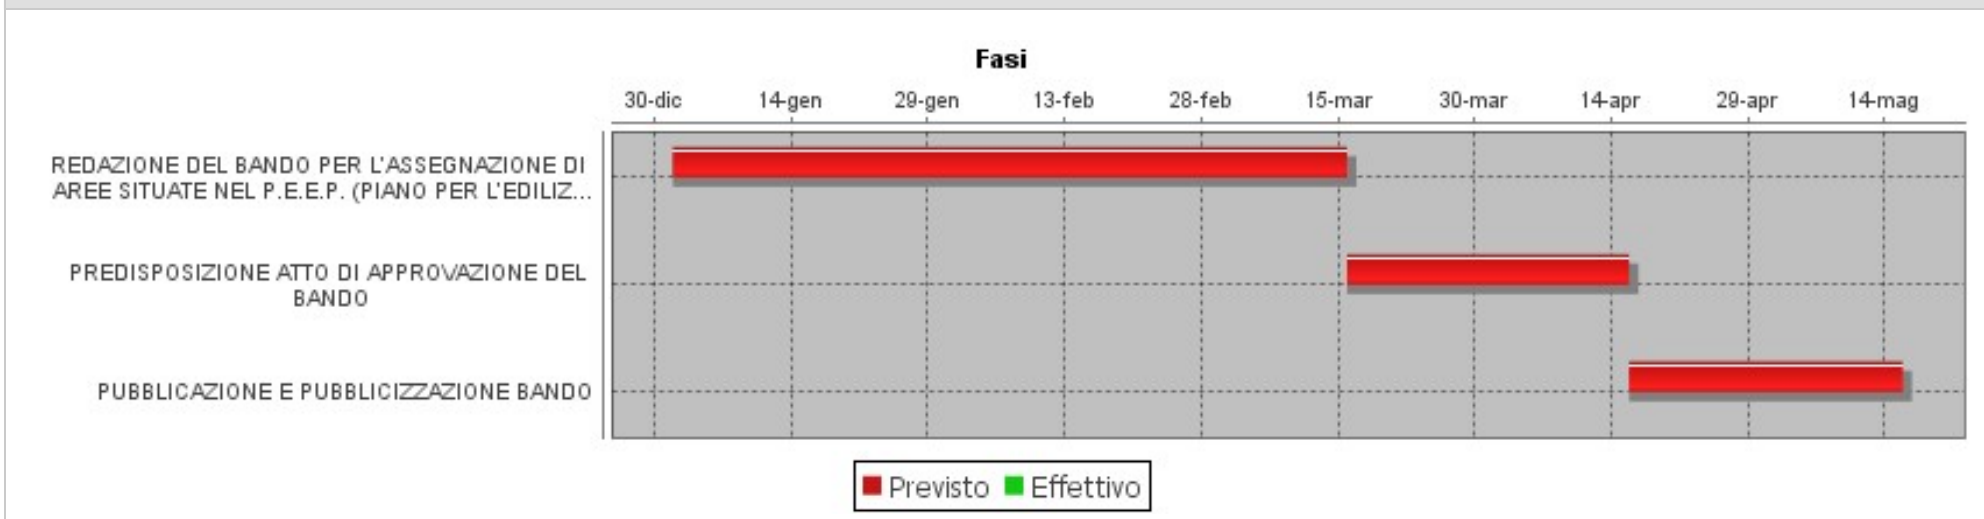 Fasi
30-dic 14-gen 29-gen 13-feb 28-feb 15-mar 30-mar 14-apr 29-apr 14-mag
REDAZIONE DEL BANDO PER L'ASSEGNAZIONE DI
AREE SITUATE NEL P.E.E.P. (PIANO PER L'EDILIZ...
PREDISPOSIZIONE ATTO DI APPROVAZIONE DEL
BANDO
PUBBLICAZIONE E PUBBLICIZZAZIONE BANDO
Previsto Effettivo